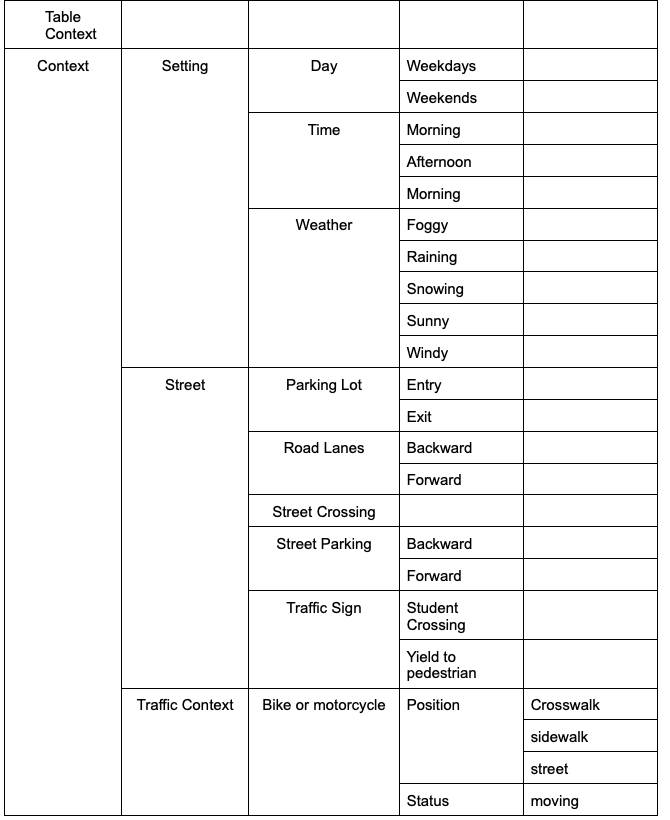 Table
Context
Context Setting Day Weekdays
Weekends
Time Morning
Afternoon
Morning
Weather Foggy
Raining
Snowing
Sunny
Windy
Street Parking Lot Entry
Exit
Road Lanes Backward
Forward
Street Crossing
Street Parking Backward
Forward
Traffic Sign Student
Crossing
Yield to
pedestrian
Traffic Context Bike or motorcycle Position Crosswalk
sidewalk
street
Status moving